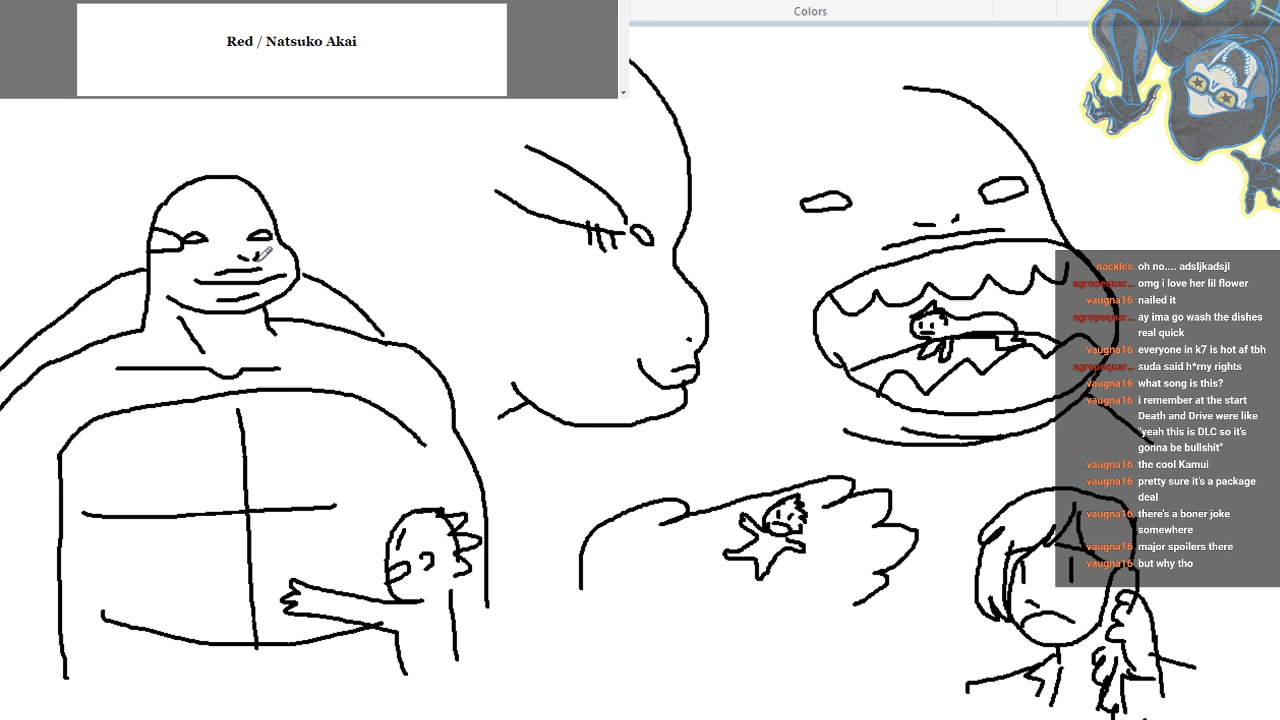 Colors
Red / Natsuko Akai
nackles oh no.... adsljkadsjl
agropequar... omg i love her lil flower
vaugna16 nailed it
agropequar... ay ima go wash the dishes
real quick
vaugna16 everyone in k7 is hot af tbh
agropequar... suda said h*rny rights
vaugna16 what song is this?
vaugna16 i remember at the start
Death and Drive were like
"yeah this is DLC so it's
gonna be bullshit"
vaugna16 the cool Kamui
vaugna16 pretty sure it's a package
deal
vaugna16 there's a boner joke
somewhere
vaugna16 major spoilers there
vaugna16 but why tho